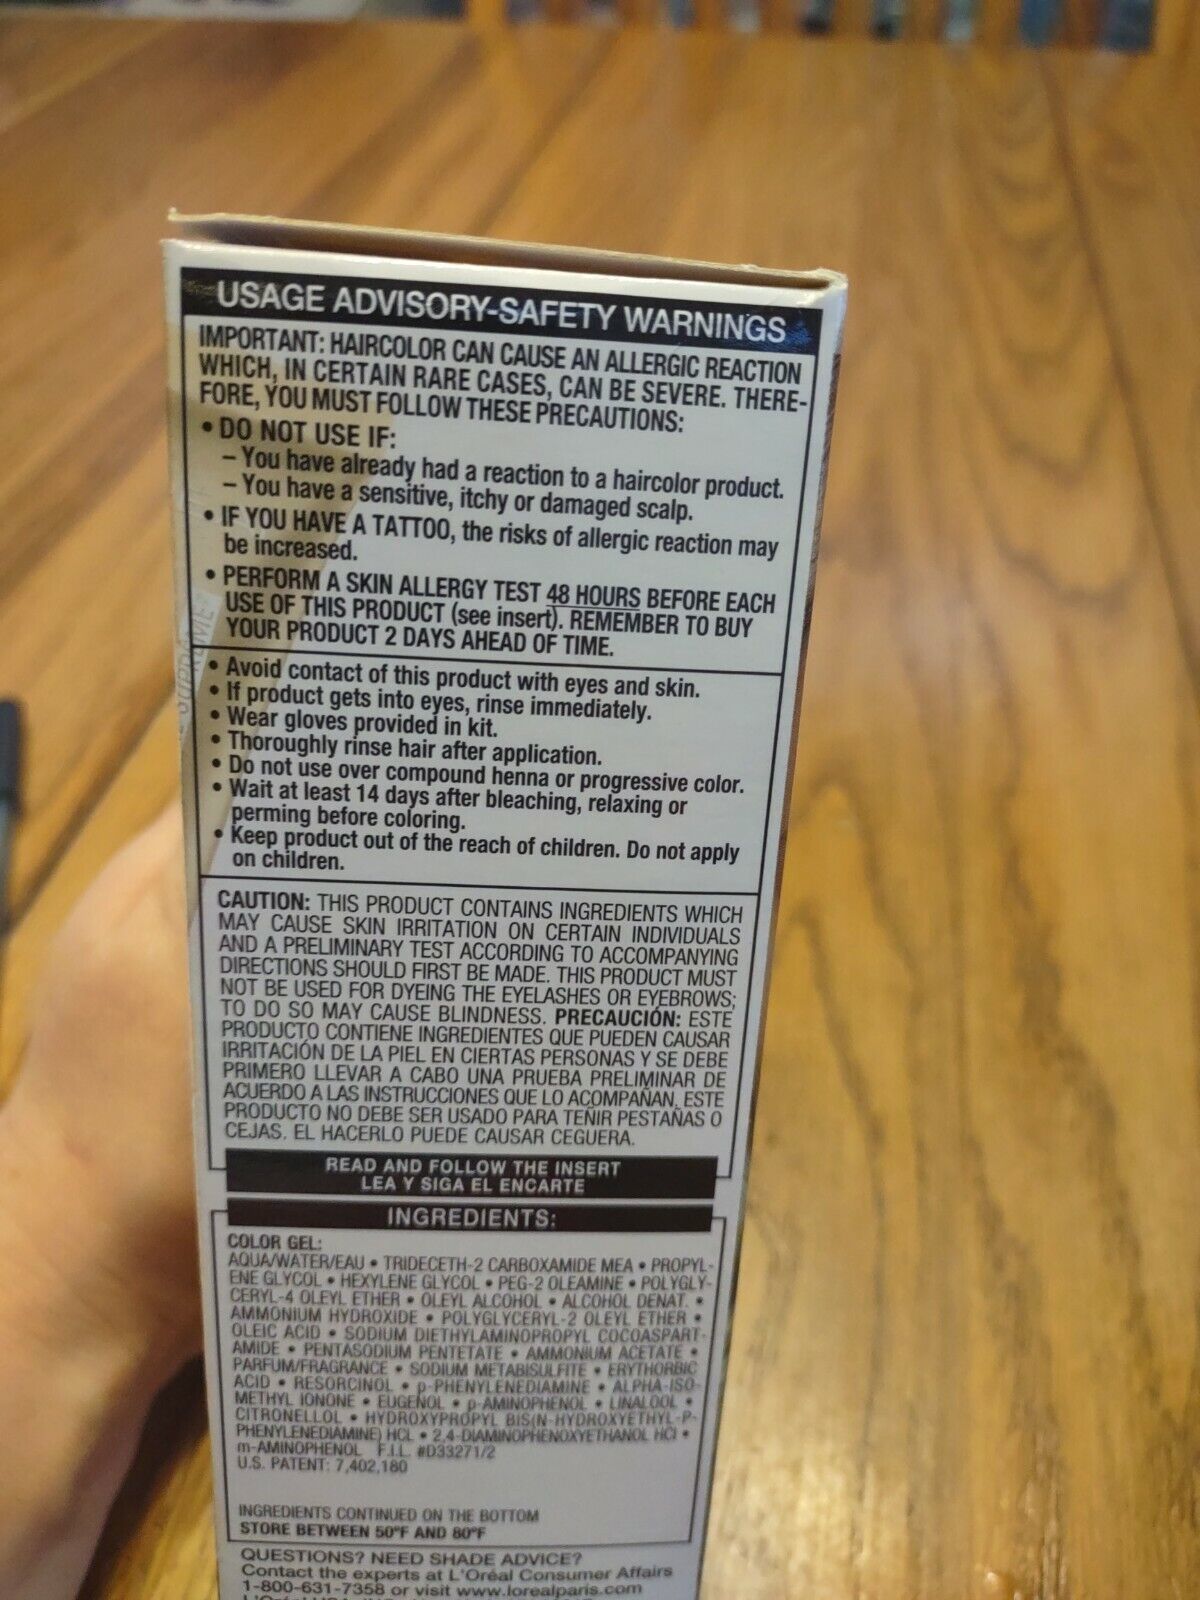 USAGE ADVISORY-SAFETY WARNINGS
IMPORTANT: HAIRCOLOR CAN CAUSE AN ALLERGIC REACTION
WHICH, IN CERTAIN RARE CASES, CAN BE SEVERE. THERE-
FORE, YOU MUST FOLLOW THESE PRECAUTIONS:
• DO NOT USE IF:
– You have already had a reaction to a haircolor product.
– You have a sensitive, itchy or damaged scalp.
• IF YOU HAVE A TATTOO, the risks of allergic reaction may
be increased.
• PERFORM A SKIN ALLERGY TEST 48 HOURS BEFORE EACH
USE OF THIS PRODUCT (see insert). REMEMBER TO BUY
YOUR PRODUCT 2 DAYS AHEAD OF TIME.
• Avoid contact of this product with eyes and skin.
• If product gets into eyes, rinse immediately.
• Wear gloves provided in kit.
• Thoroughly rinse hair after application.
• Do not use over compound henna or progressive color.
• Wait at least 14 days after bleaching, relaxing or
perming before coloring.
• Keep product out of the reach of children. Do not apply
on children.
CAUTION: THIS PRODUCT CONTAINS INGREDIENTS WHICH
MAY CAUSE SKIN IRRITATION ON CERTAIN INDIVIDUALS
AND A PRELIMINARY TEST ACCORDING TO ACCOMPANYING
DIRECTIONS SHOULD FIRST BE MADE. THIS PRODUCT MUST
NOT BE USED FOR DYEING THE EYELASHES OR EYEBROWS;
TO DO SO MAY CAUSE BLINDNESS. PRECAUCIÓN: ESTE
PRODUCTO CONTIENE INGREDIENTES QUE PUEDEN CAUSAR
IRRITACIÓN DE LA PIEL EN CIERTAS PERSONAS Y SE DEBE
PRIMERO LLEVAR A CABO UNA PRUEBA PRELIMINAR DE
ACUERDO A LAS INSTRUCCIONES QUE LO ACOMPAÑAN. ESTE
PRODUCTO NO DEBE SER USADO PARA TEÑIR PESTAÑAS O
CEJAS. EL HACERLO PUEDE CAUSAR CEGUERA.
READ AND FOLLOW THE INSERT
LEA Y SIGA EL ENCARTE
INGREDIENTS:
COLOR GEL:
AQUA/WATER/EAU • TRIDECETH-2 CARBOXAMIDE MEA • PROPYL-
ENE GLYCOL • HEXYLENE GLYCOL • PEG-2 OLEAMINE • POLYGLY-
CERYL-4 OLEYL ETHER • OLEYL ALCOHOL • ALCOHOL DENAT. •
AMMONIUM HYDROXIDE • POLYGLYCERYL-2 OLEYL ETHER •
OLEIC ACID • SODIUM DIETHYLAMINOPROPYL COCOASPART-
AMIDE • PENTASODIUM PENTETATE • AMMONIUM ACETATE •
PARFUM/FRAGRANCE • SODIUM METABISULFITE • ERYTHORBIC
ACID • RESORCINOL • p-PHENYLENEDIAMINE • ALPHA-ISO-
METHYL IONONE • EUGENOL • p-AMINOPHENOL • LINALOOL •
CITRONELLOL • HYDROXYPROPYL BIS(N-HYDROXYETHYL-P-
PHENYLENEDIAMINE) HCL • 2,4-DIAMINOPHENOXYETHANOL HCl •
m-AMINOPHENOL F.I.L. #D33271/2
U.S. PATENT: 7,402,180
INGREDIENTS CONTINUED ON THE BOTTOM
STORE BETWEEN 50°F AND 80°F
QUESTIONS? NEED SHADE ADVICE?
Contact the experts at L'Oréal Consumer Affairs
1-800-631-7358 or visit www.lorealparis.com